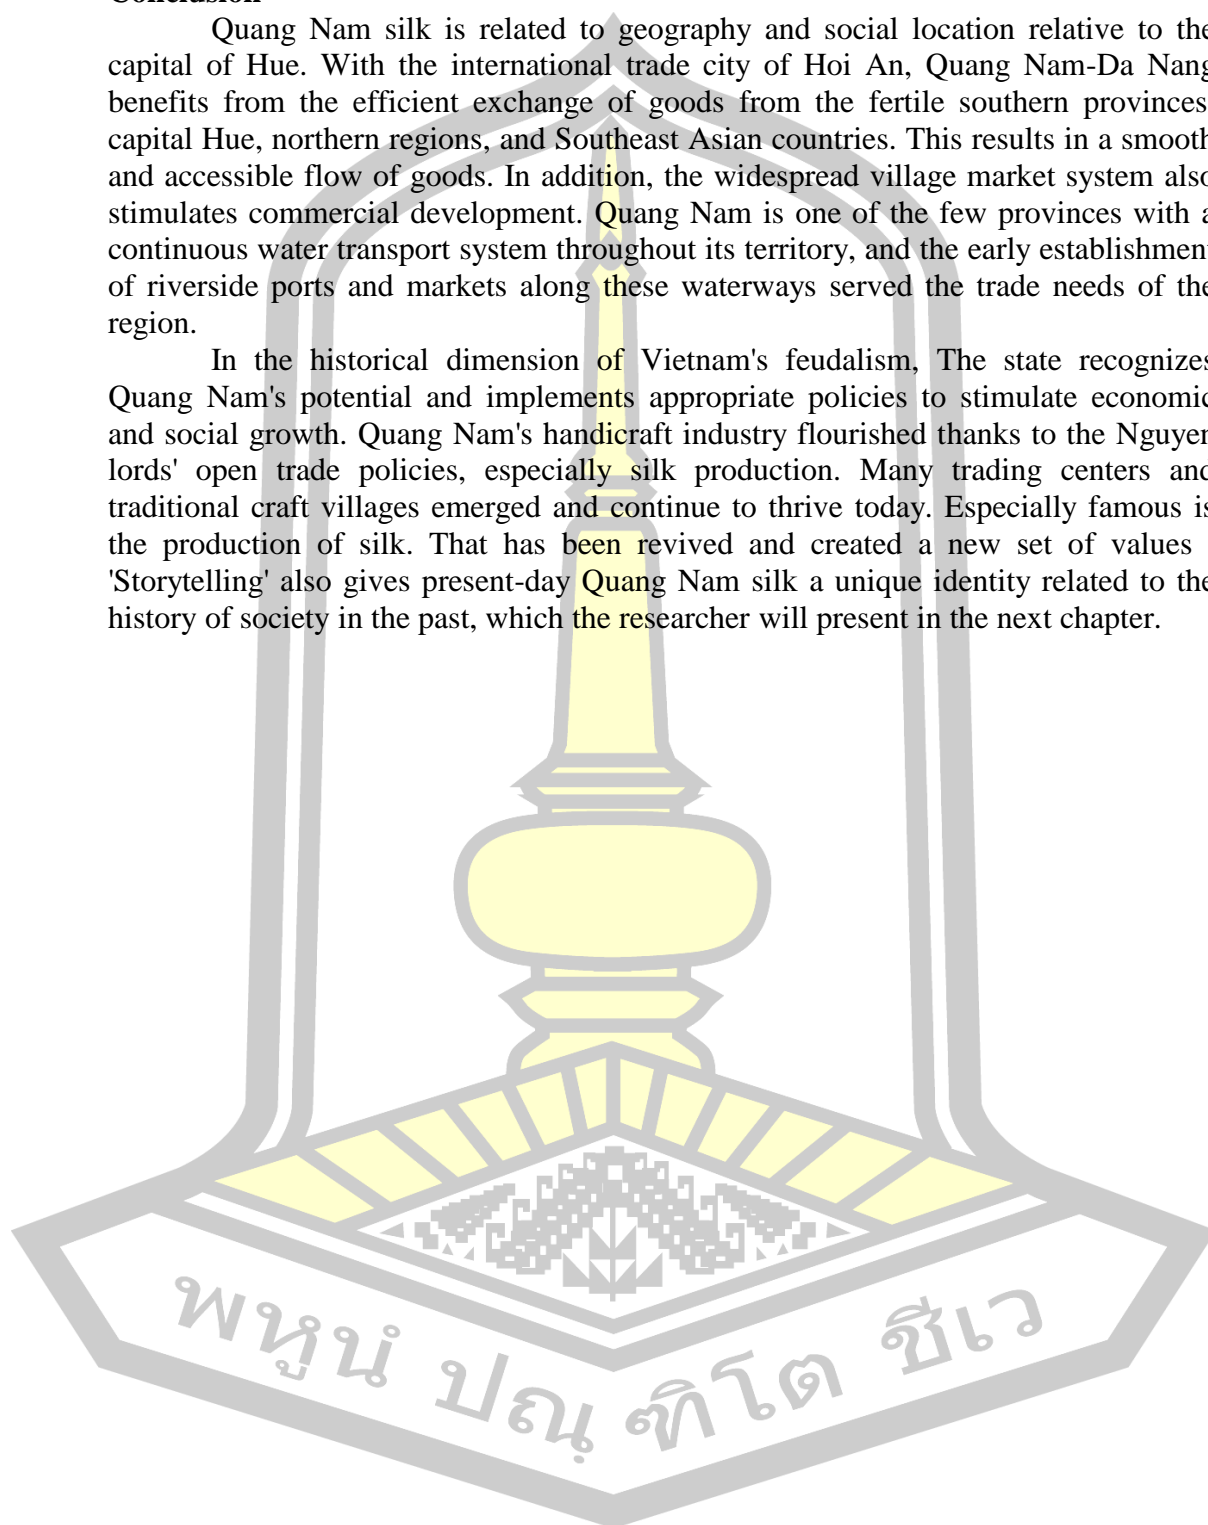 Conclusion
Quang Nam silk is related to geography and social location relative to the
capital of Hue. With the international trade city of Hoi An, Quang Nam-Da Nang
benefits from the efficient exchange of goods from the fertile southern provinces
capital Hue, northern regions, and Southeast Asian countries. This results in a smooth
and accessible flow of goods. In addition, the widespread village market system also
stimulates commercial development. Quang Nam is one of the few provinces with a
continuous water transport system throughout its territory, and the early establishment
of riverside ports and markets along these waterways served the trade needs of the
region.
In the historical dimension of Vietnam's feudalism, The state recognizes
Quang Nam's potential and implements appropriate policies to stimulate economic
and social growth. Quang Nam's handicraft industry flourished thanks to the Nguyen
lords' open trade policies, especially silk production. Many trading centers and
traditional craft villages emerged and continue to thrive today. Especially famous is
the production of silk. That has been revived and created a new set of values
'Storytelling' also gives present-day Quang Nam silk a unique identity related to the
history of society in the past, which the researcher will present in the next chapter.
พหูนํ ปณฺฑิโต ชีเว